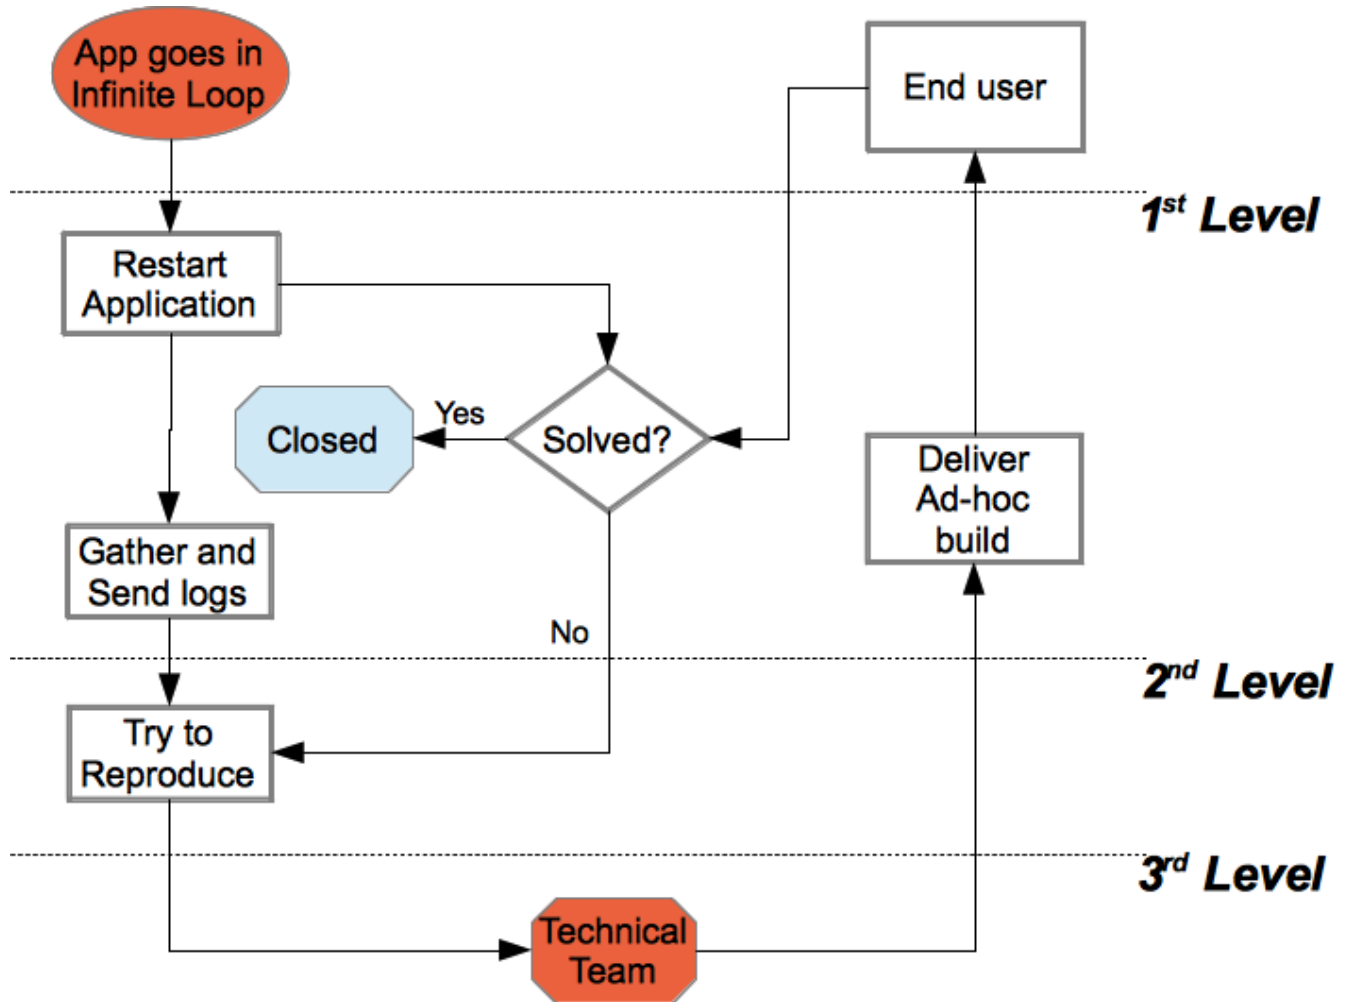 App goes in
Infinite Loop
End user
1st Level
Restart
Application
Closed
Yes
Solved?
Deliver
Ad-hoc
build
Gather and
Send logs
No
2nd Level
Try to
Reproduce
3rd Level
Technical
Team